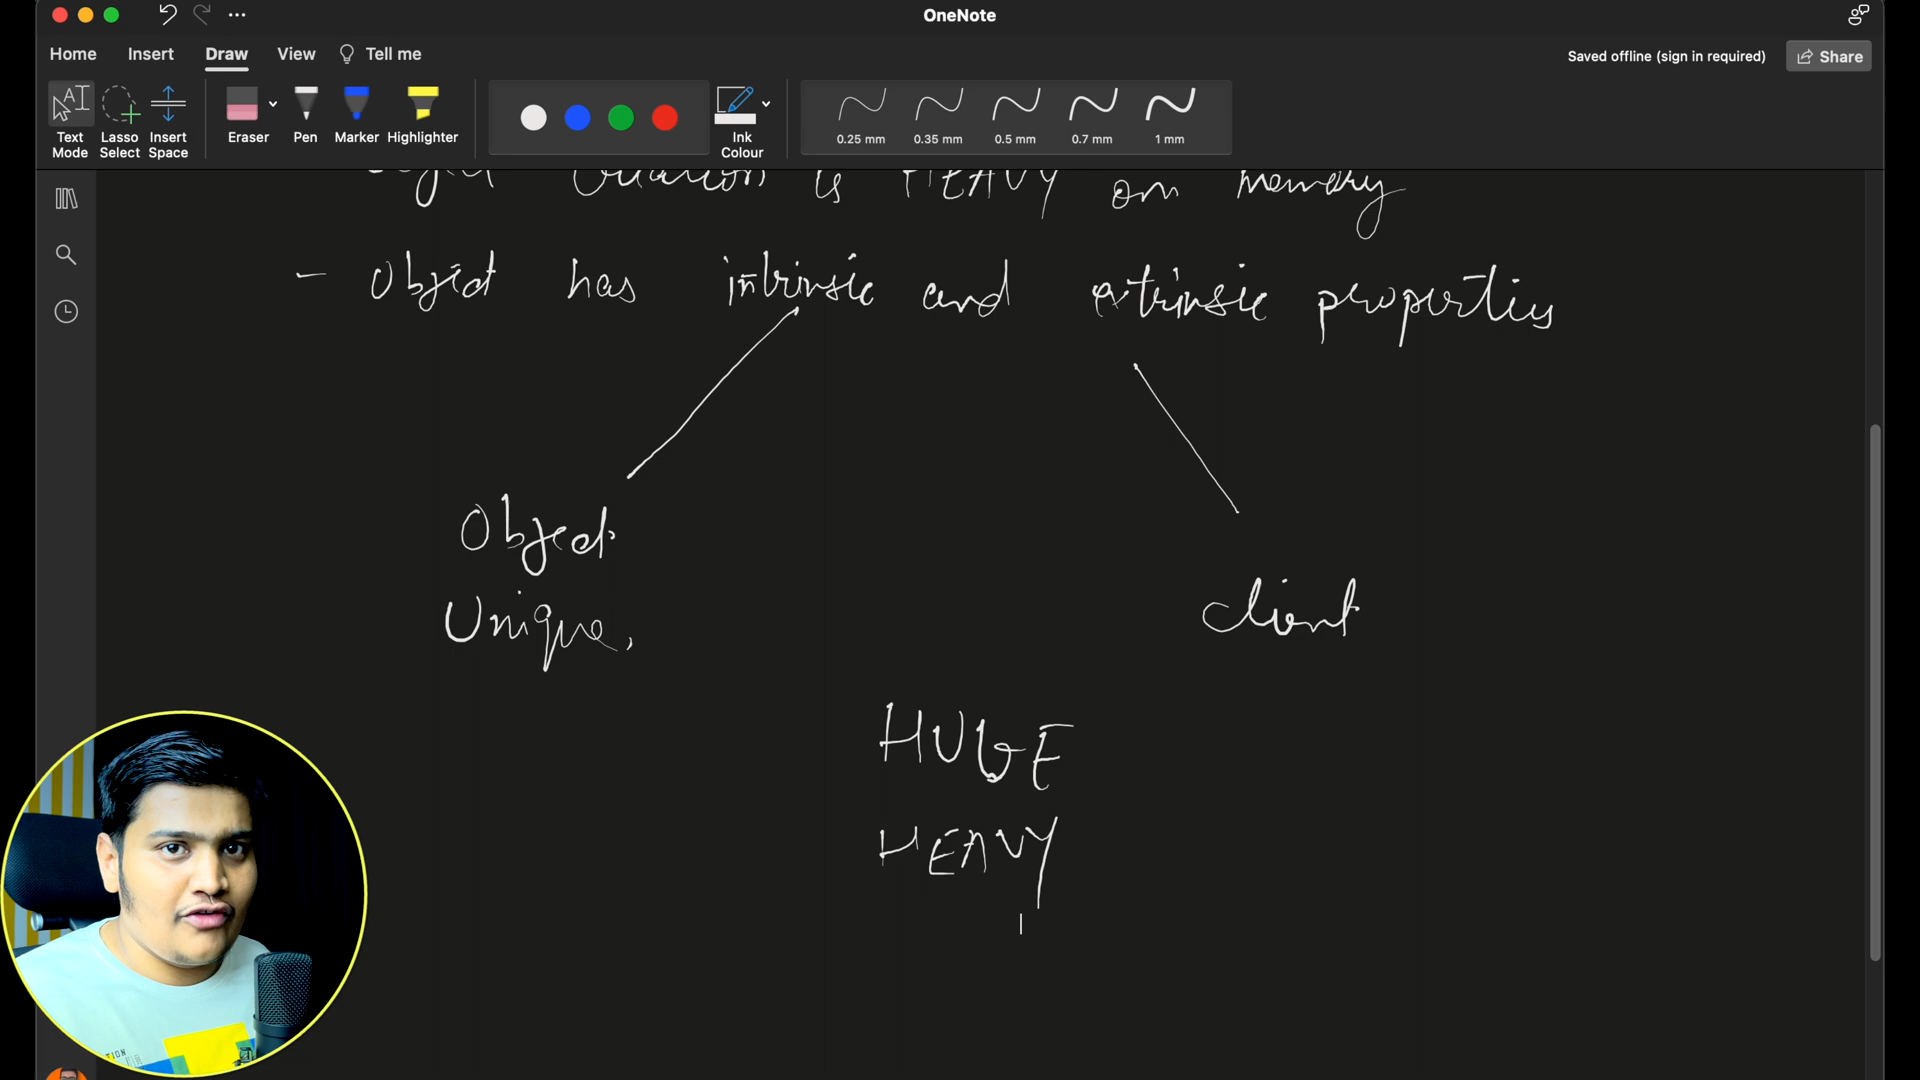 OneNote
Home Insert Draw View Tell me
Saved offline (sign in required) Share
Text Mode
Lasso Select
Insert Space
Eraser
Pen
Marker
Highlighter
Ink Colour
0.25 mm
0.35 mm
0.5 mm
0.7 mm
1 mm
is HEAVY on memory
- Object has intrinsic and extrinsic properties
Object
Unique.
client
HUGE
HEAVY